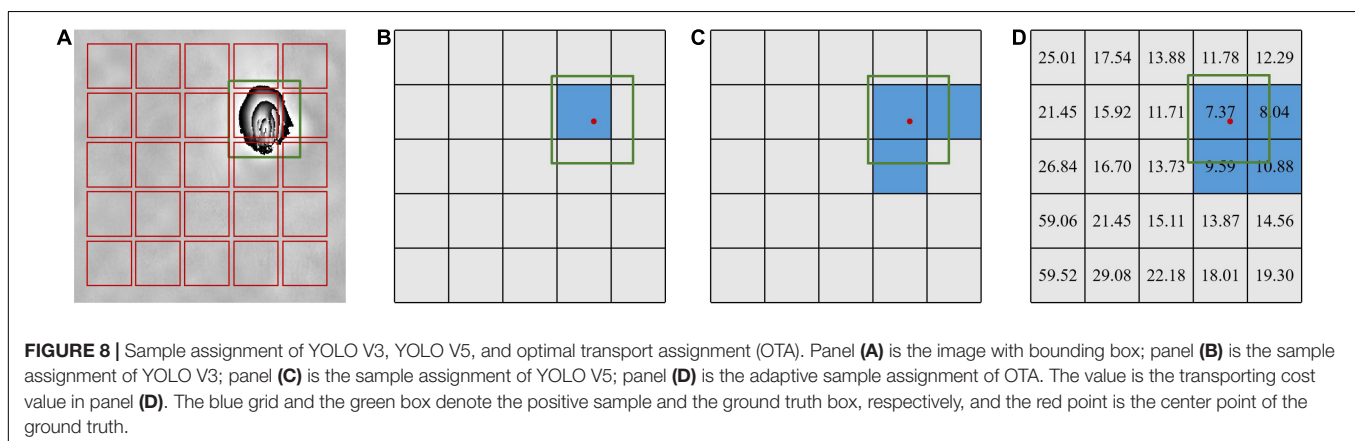 A
B
C
D
25.01 17.54 13.88 11.78 12.29
21.45 15.92 11.71 7.37 8.04
26.84 16.70 13.73 9.59 10.88
59.06 21.45 15.11 13.87 14.56
59.52 29.08 22.18 18.01 19.30
FIGURE 8 | Sample assignment of YOLO V3, YOLO V5, and optimal transport assignment (OTA). Panel (A) is the image with bounding box; panel (B) is the sample
assignment of YOLO V3; panel (C) is the sample assignment of YOLO V5; panel (D) is the adaptive sample assignment of OTA. The value is the transporting cost
value in panel (D). The blue grid and the green box denote the positive sample and the ground truth box, respectively, and the red point is the center point of the
ground truth.